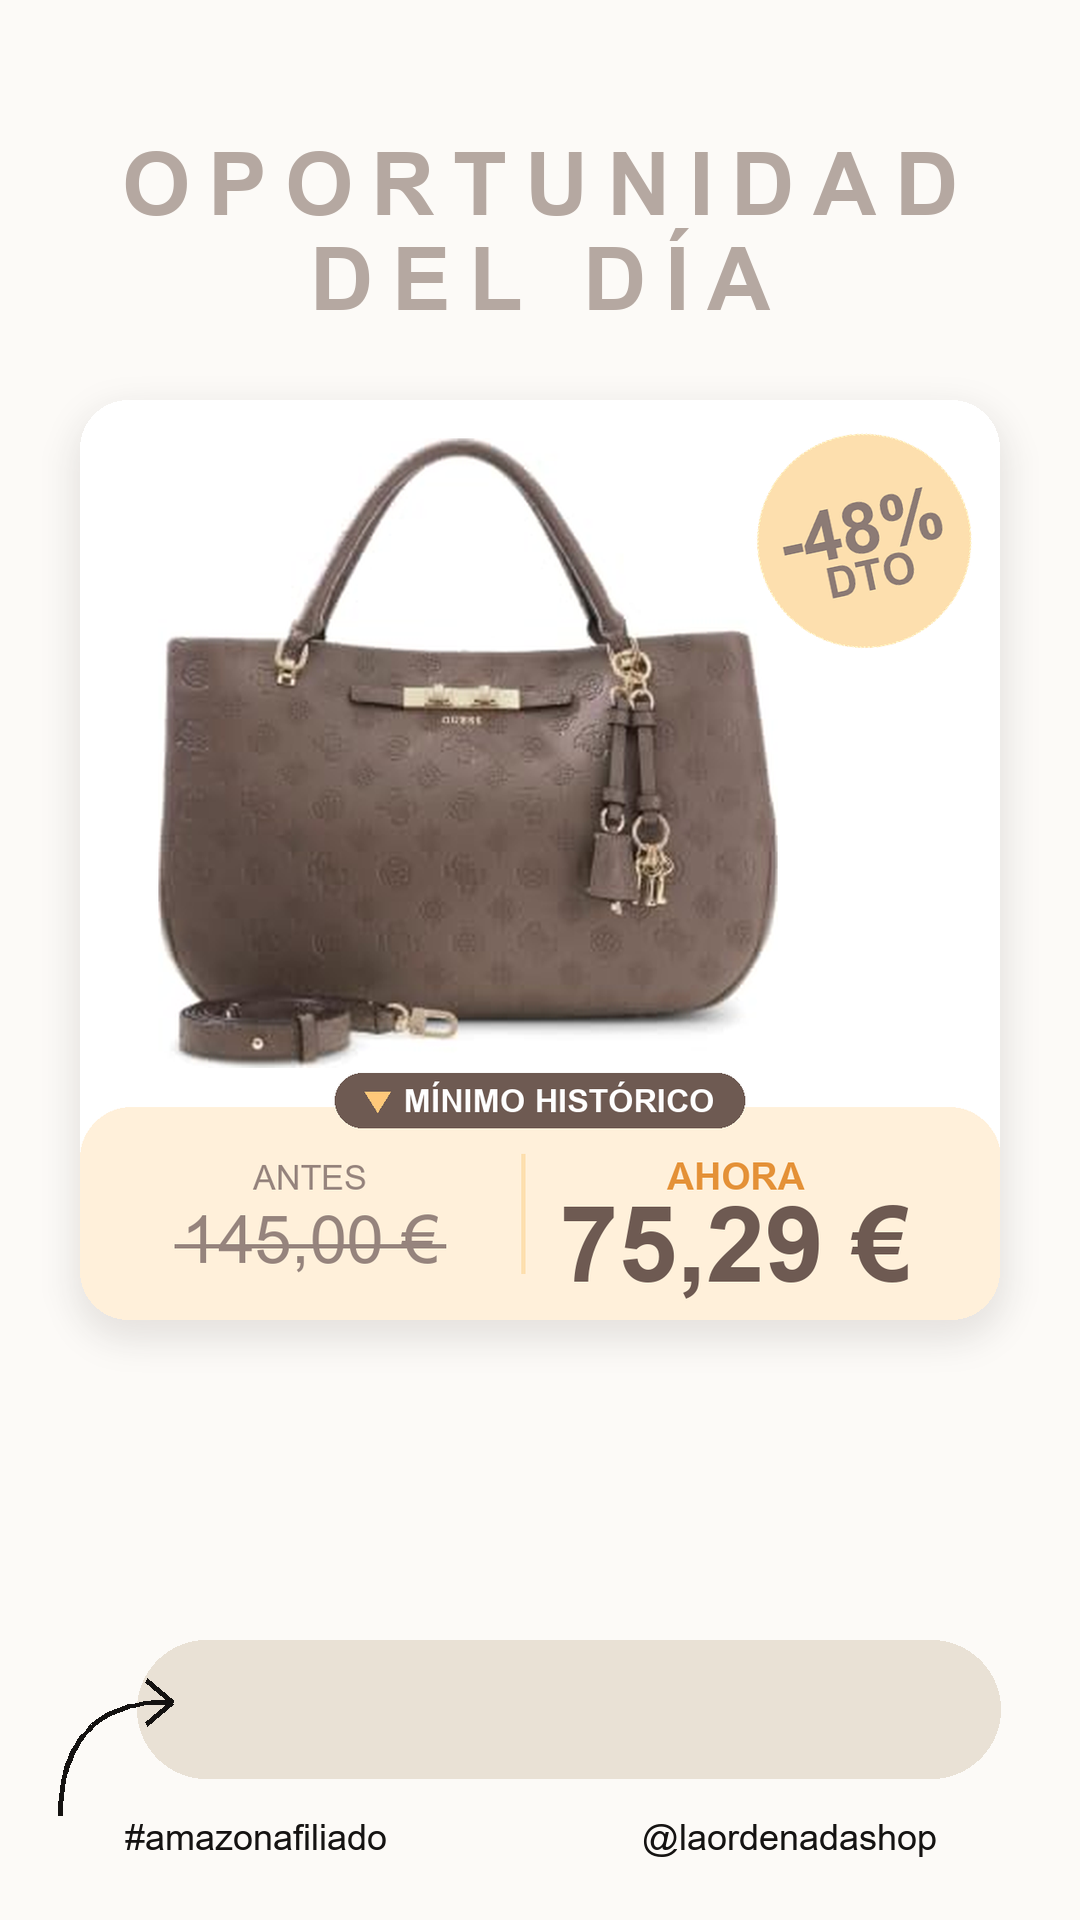 OPORTUNIDAD
DEL DÍA
-48%
DTO
GUESS
MÍNIMO HISTÓRICO
ANTES
145,00 €
AHORA
75,29 €
#amazonafiliado
@laordenadashop